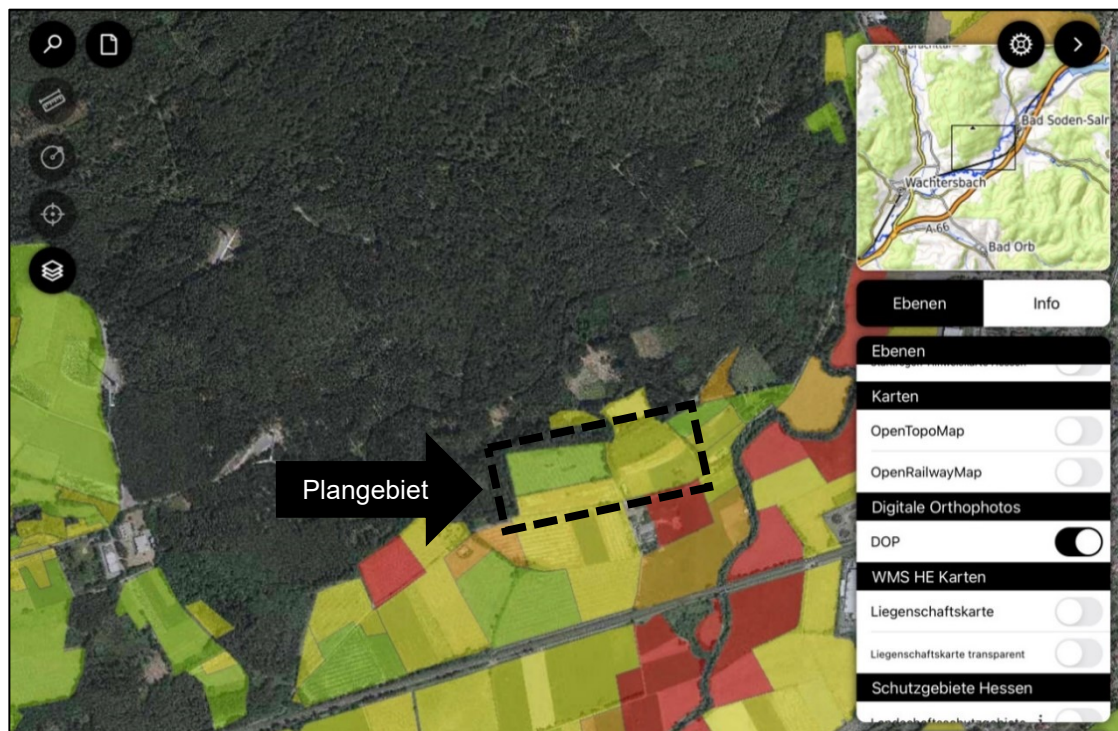 Plangebiet
Bad Soden-Salm
Wächtersbach
A-66
Bad Orb
Ebenen
Info
Ebenen
Karten
OpenTopoMap
OpenRailwayMap
Digitale Orthophotos
DOP
WMS HE Karten
Liegenschaftskarte
Liegenschaftskarte transparent
Schutzgebiete Hessen